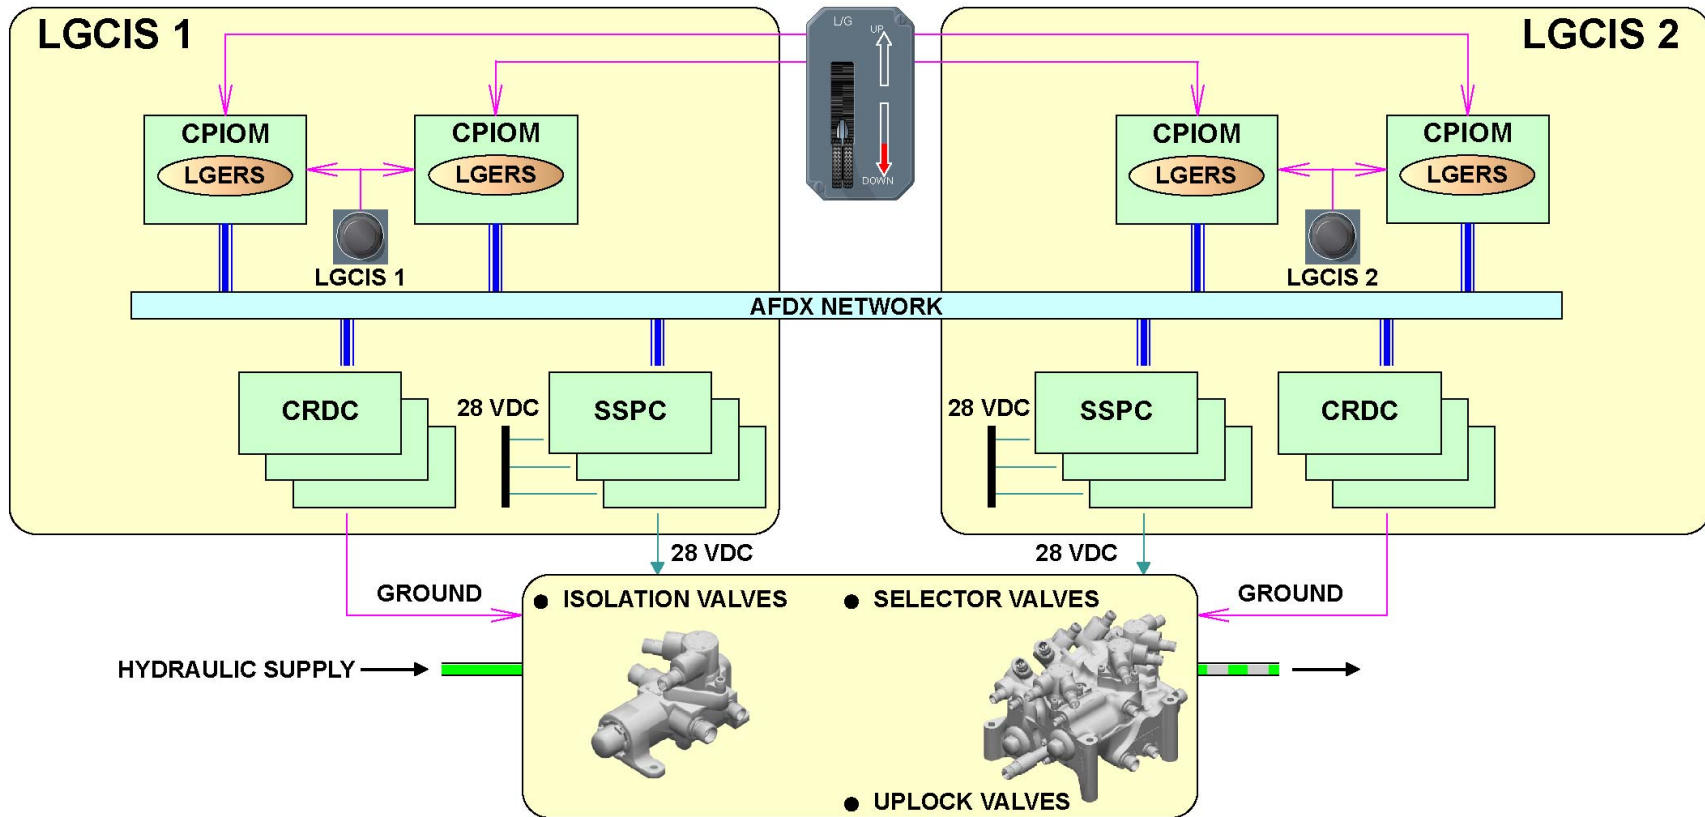 LGCIS 1
L/G
UP
DOWN
LGCIS 2
CPIOM
LGERS
CPIOM
LGERS
CPIOM
LGERS
CPIOM
LGERS
LGCIS 1
LGCIS 2
AFDX NETWORK
CRDC
28 VDC
SSPC
28 VDC
SSPC
CRDC
28 VDC
28 VDC
GROUND
ISOLATION VALVES
SELECTOR VALVES
GROUND
HYDRAULIC SUPPLY
UPLOCK VALVES